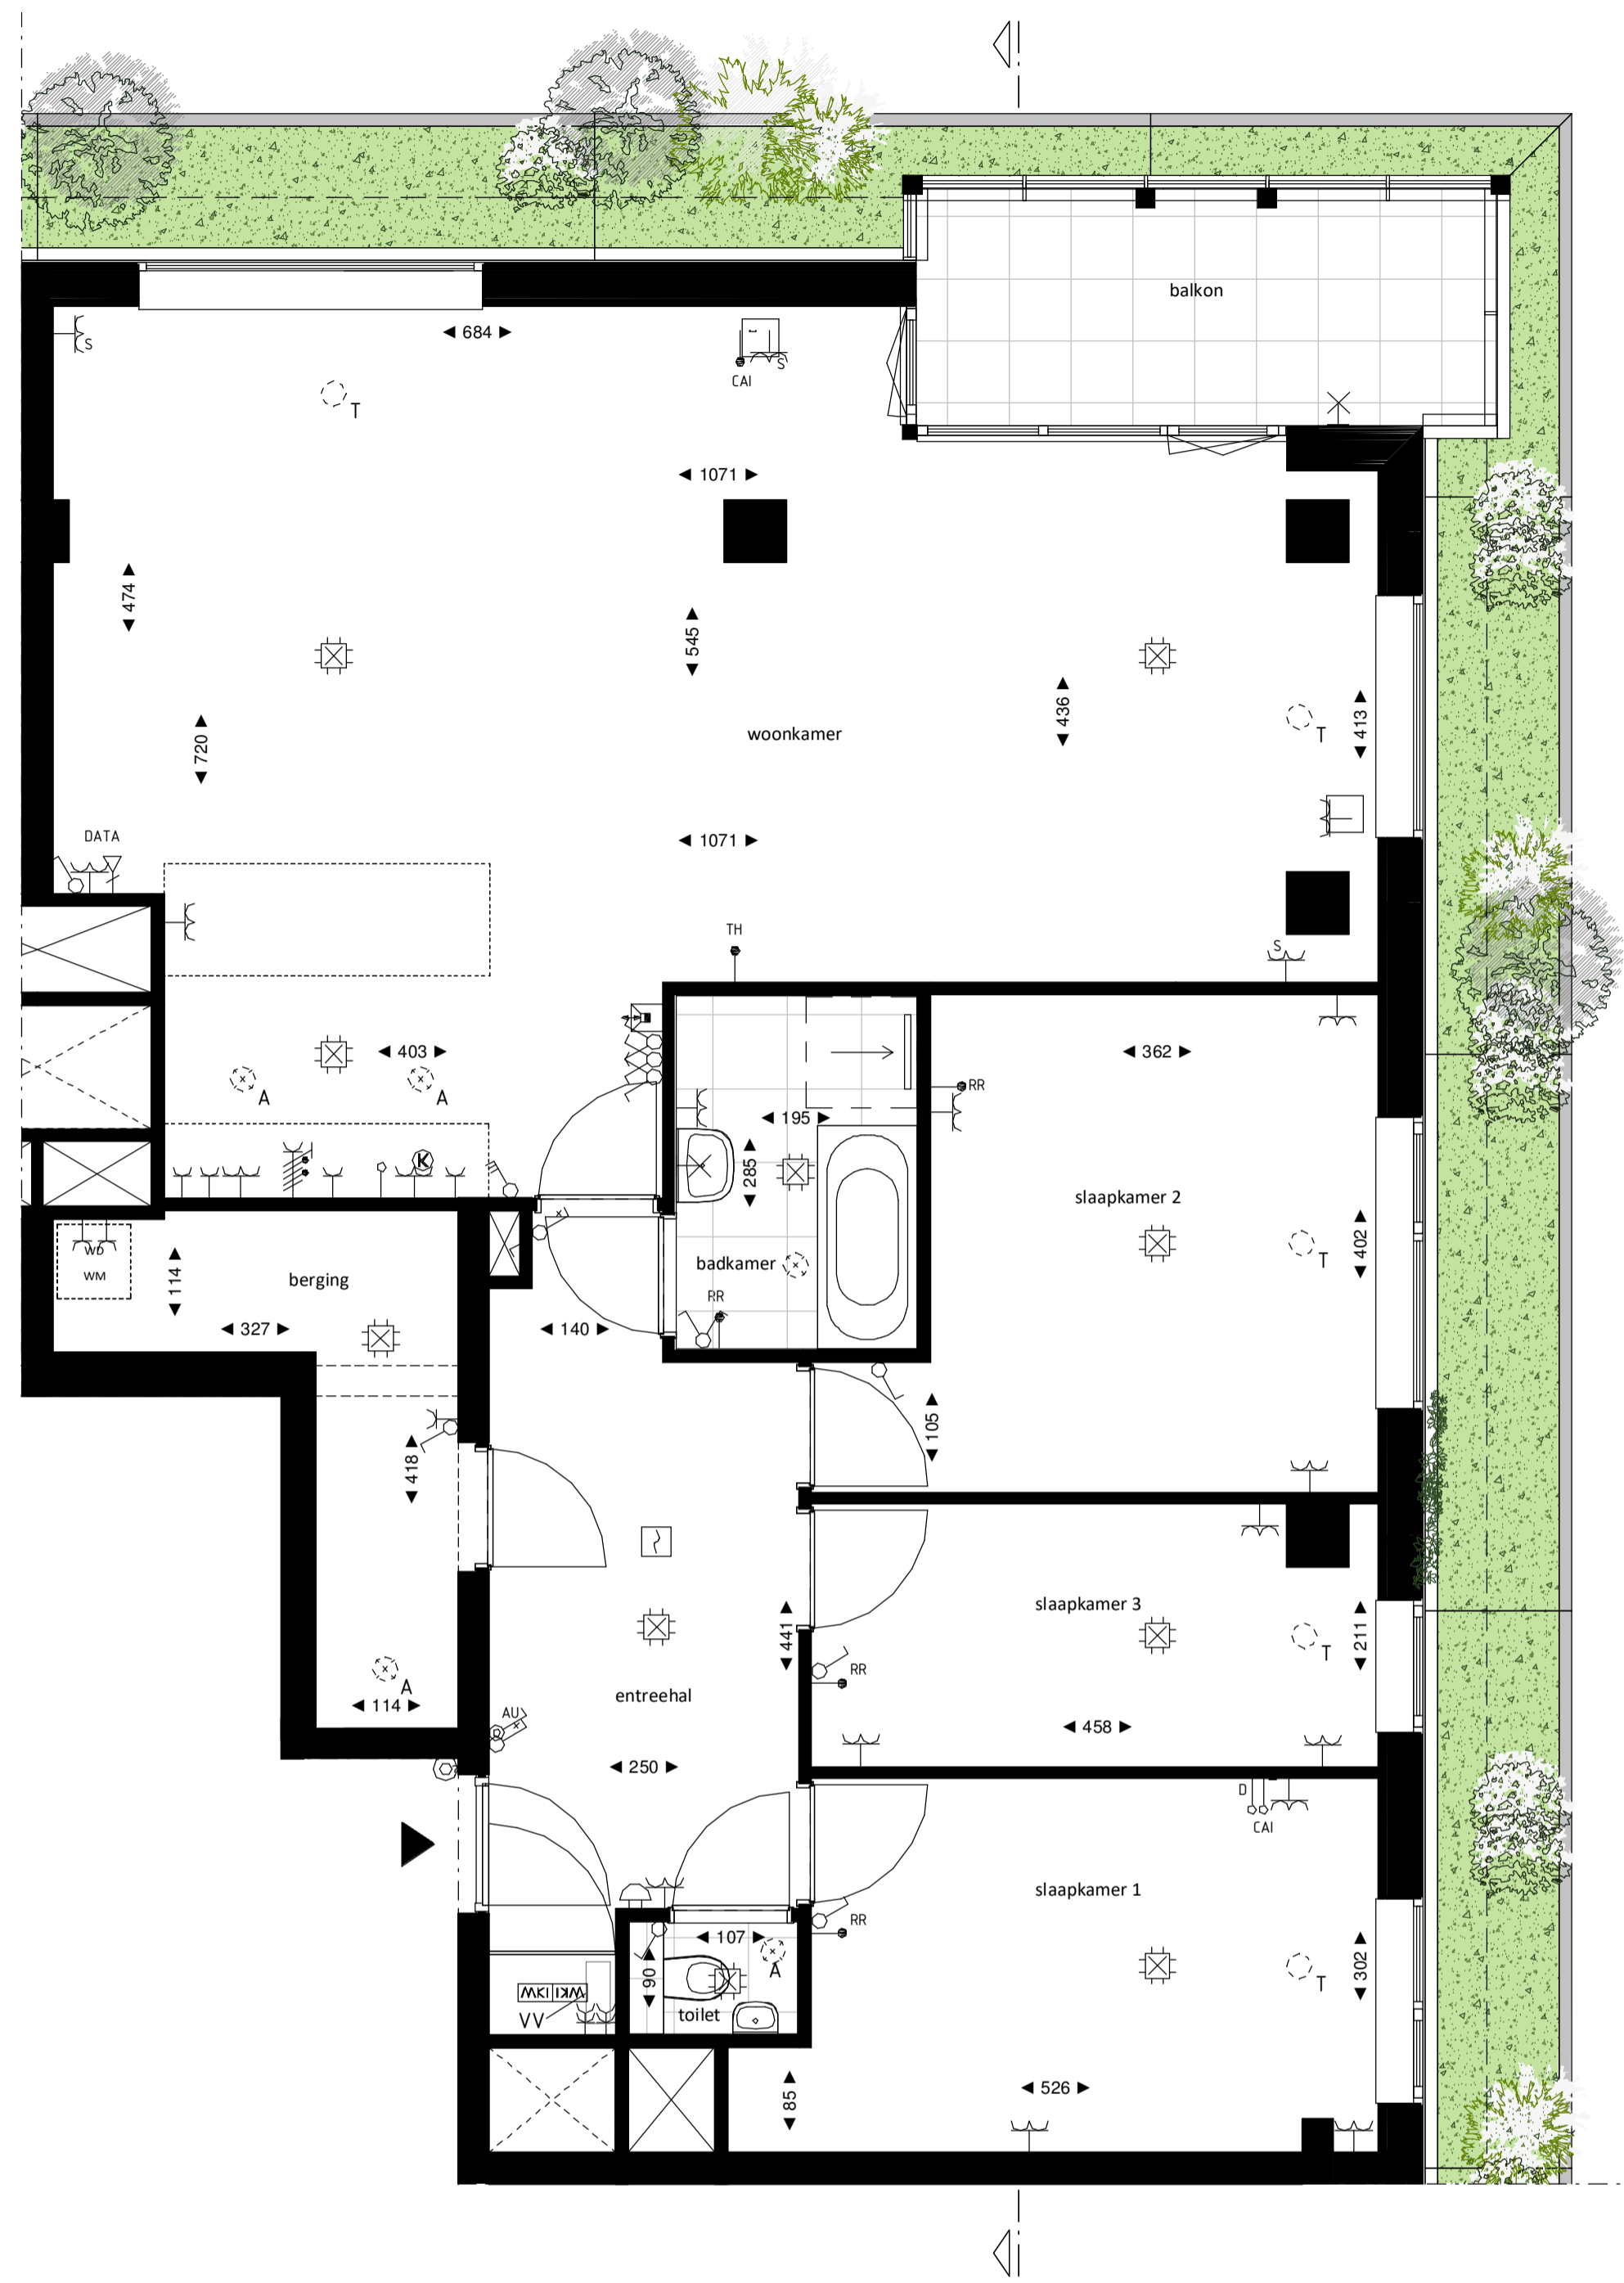 balkon
684
S
CAI
S
T
1071
474
545
436
413
720
woonkamer
T
DATA
1071
TH
S
403
362
A
A
RR
195
285
K
slaapkamer 2
402
T
WD
WM
114
berging
badkamer
RR
327
140
105
418
slaapkamer 3
441
211
T
RR
A
114
entreehal
AU
458
250
D
CAI
slaapkamer 1
RR
107
90
A
302
T
WKI
WKI
VV
toilet
85
526